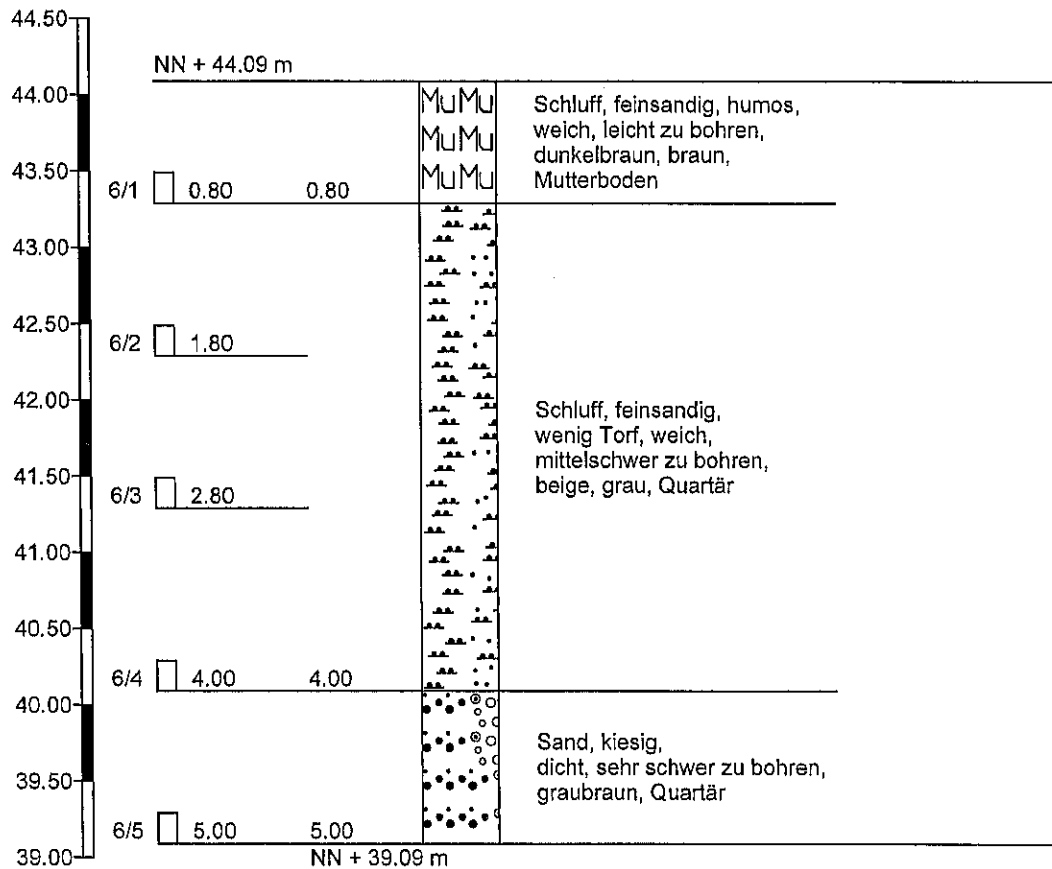 44.50
NN + 44.09 m
44.00
MuMu
MuMu
MuMu
Schluff, feinsandig, humos,
weich, leicht zu bohren,
dunkelbraun, braun,
Mutterboden
43.50
6/1 0.80 0.80
43.00
42.50
6/2 1.80
42.00
Schluff, feinsandig,
wenig Torf, weich,
mittelschwer zu bohren,
beige, grau, Quartär
41.50
6/3 2.80
41.00
40.50
6/4 4.00 4.00
40.00
Sand, kiesig,
dicht, sehr schwer zu bohren,
graubraun, Quartär
39.50
6/5 5.00 5.00
39.00
NN + 39.09 m